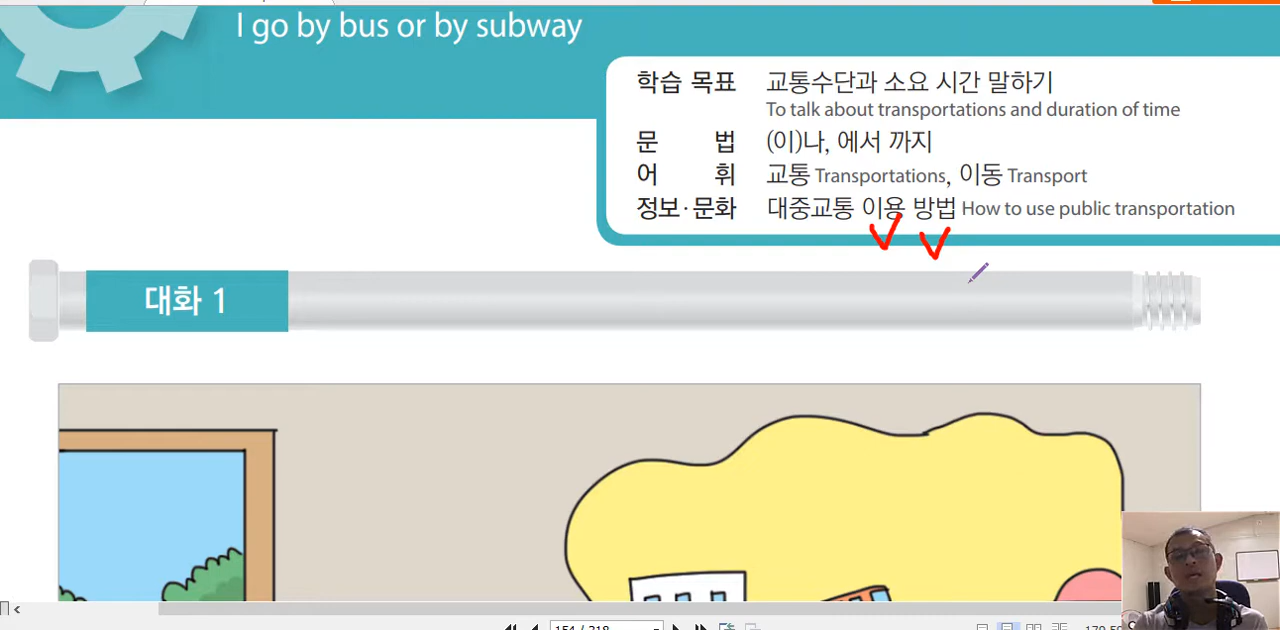 I go by bus or by subway
학습 목표 교통수단과 소요 시간 말하기
To talk about transportations and duration of time
문 법 (이)나, 에서 까지
어 휘 교통 Transportations, 이동 Transport
정보·문화 대중교통 이용 방법 How to use public transportation
대화 1
154 / 218